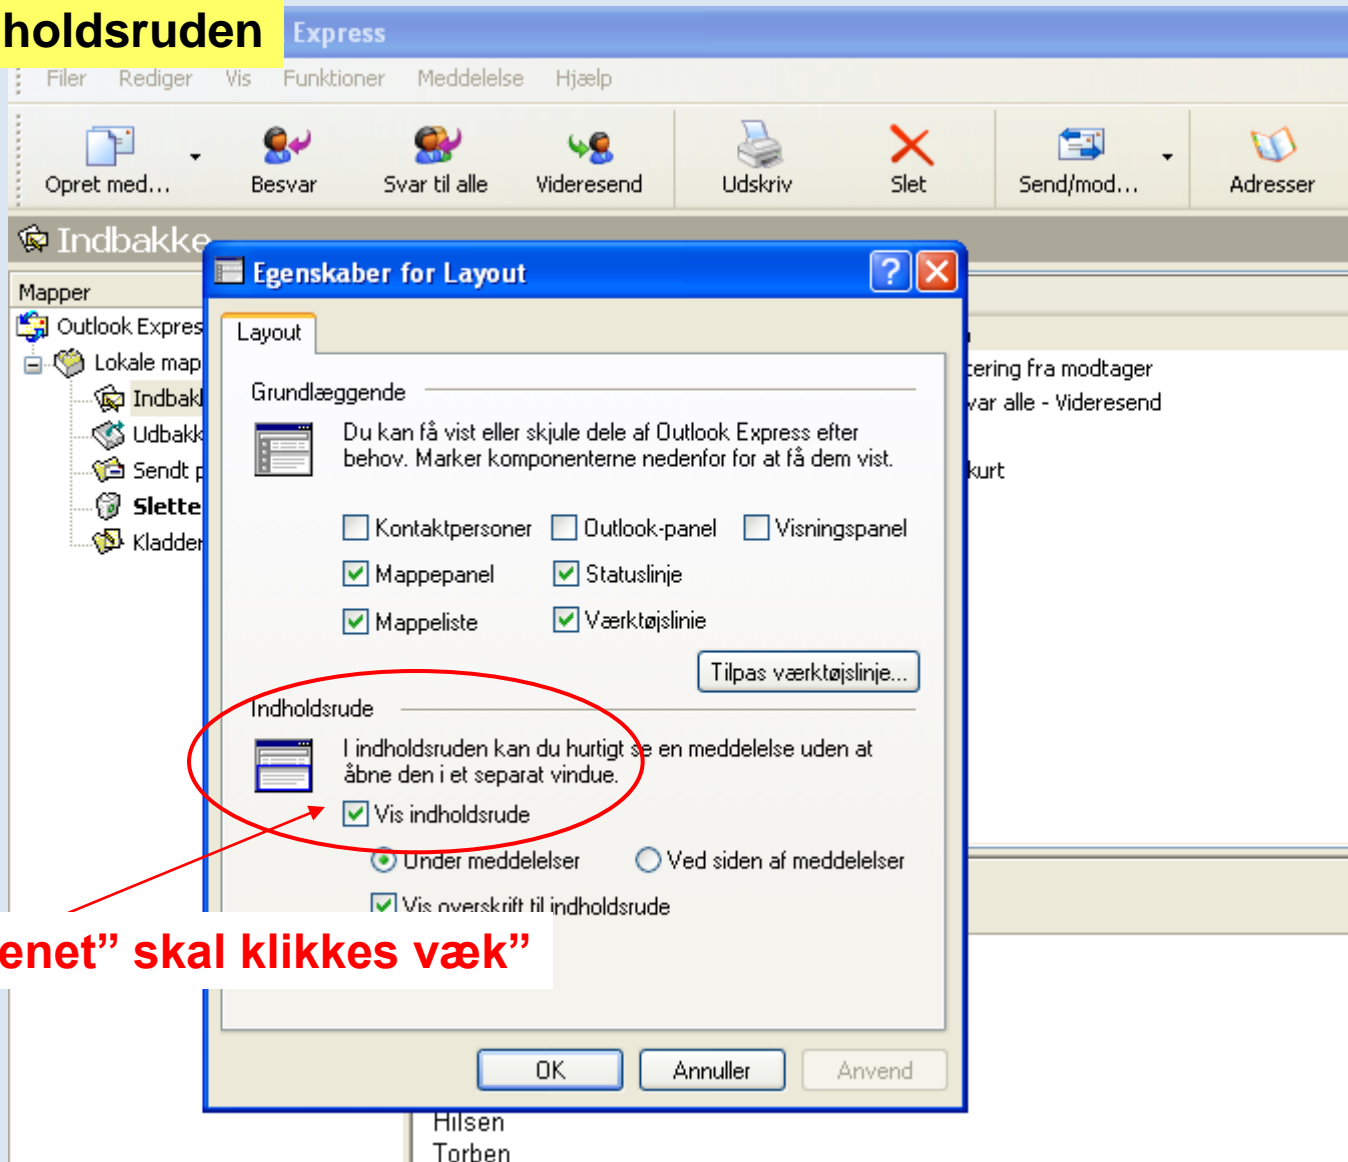 holdsruden
Express
Filer Rediger Vis Funktioner Meddelelse Hjælp
Opret med... Besvar Svar til alle Videresend Udskriv Slet Send/mod... Adresser
Indbakke
Egenskaber for Layout
Mapper
Outlook Expres
Layout
Lokale map
tering fra modtager
Grundlæggende
Indbakk
var alle - Videresend
Du kan få vist eller skjule dele af Outlook Express efter
behov. Marker komponenterne nedenfor for at få dem vist.
Udbakk
Sendt p
kurt
Slette
Kladder
Kontaktpersoner Outlook-panel Visningspanel
Mappepanel Statuslinje
Mappeliste Værktøjslinie
Tilpas værktøjslinje...
Indholdsrude
I indholdsruden kan du hurtigt se en meddelelse uden at
åbne den i et separat vindue.
Vis indholdsrude
Under meddelelser Ved siden af meddelelser
Vis overskrift til indholdsrude
enet” skal klikkes væk”
OK Annuller Anvend
Hilsen
Torben